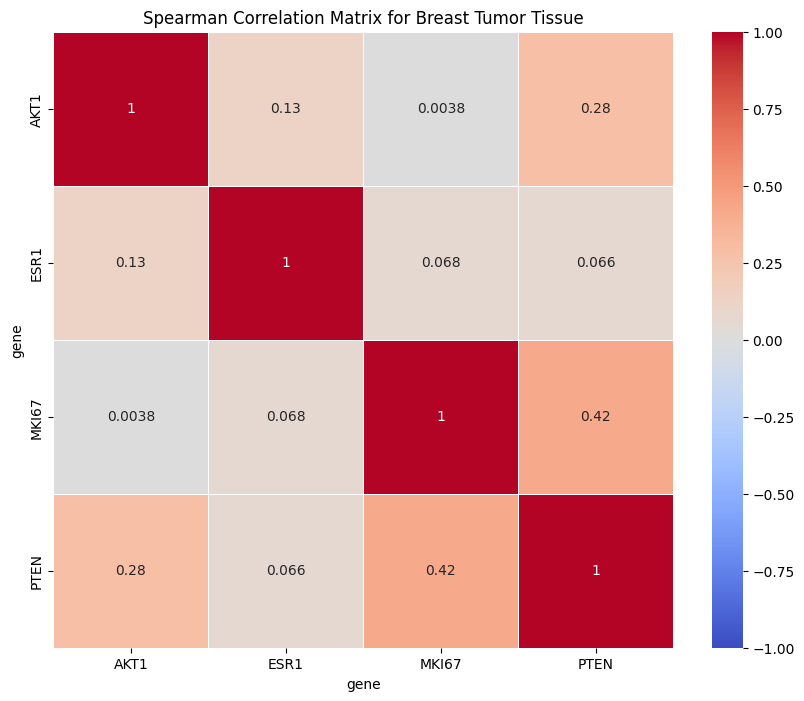 Spearman Correlation Matrix for Breast Tumor Tissue
gene
AKT1
1
0.13
0.0038
0.28
ESR1
0.13
1
0.068
0.066
MKI67
0.0038
0.068
1
0.42
PTEN
0.28
0.066
0.42
1
AKT1
ESR1
MKI67
PTEN
gene
1.00
0.75
0.50
0.25
0.00
−0.25
−0.50
−0.75
−1.00